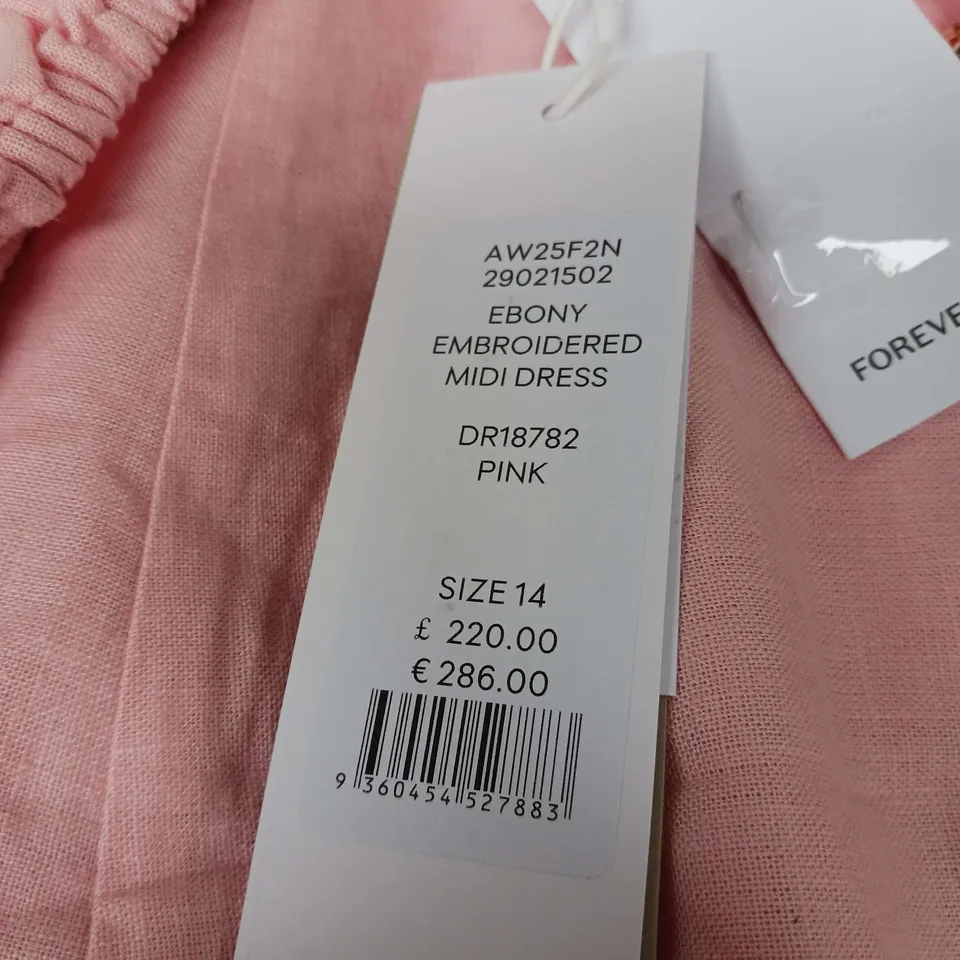 AW25F2N
29021502
EBONY
EMBROIDERED
MIDI DRESS
DR18782
PINK
SIZE 14
£ 220.00
€ 286.00
9 360454 527883
FOREVE